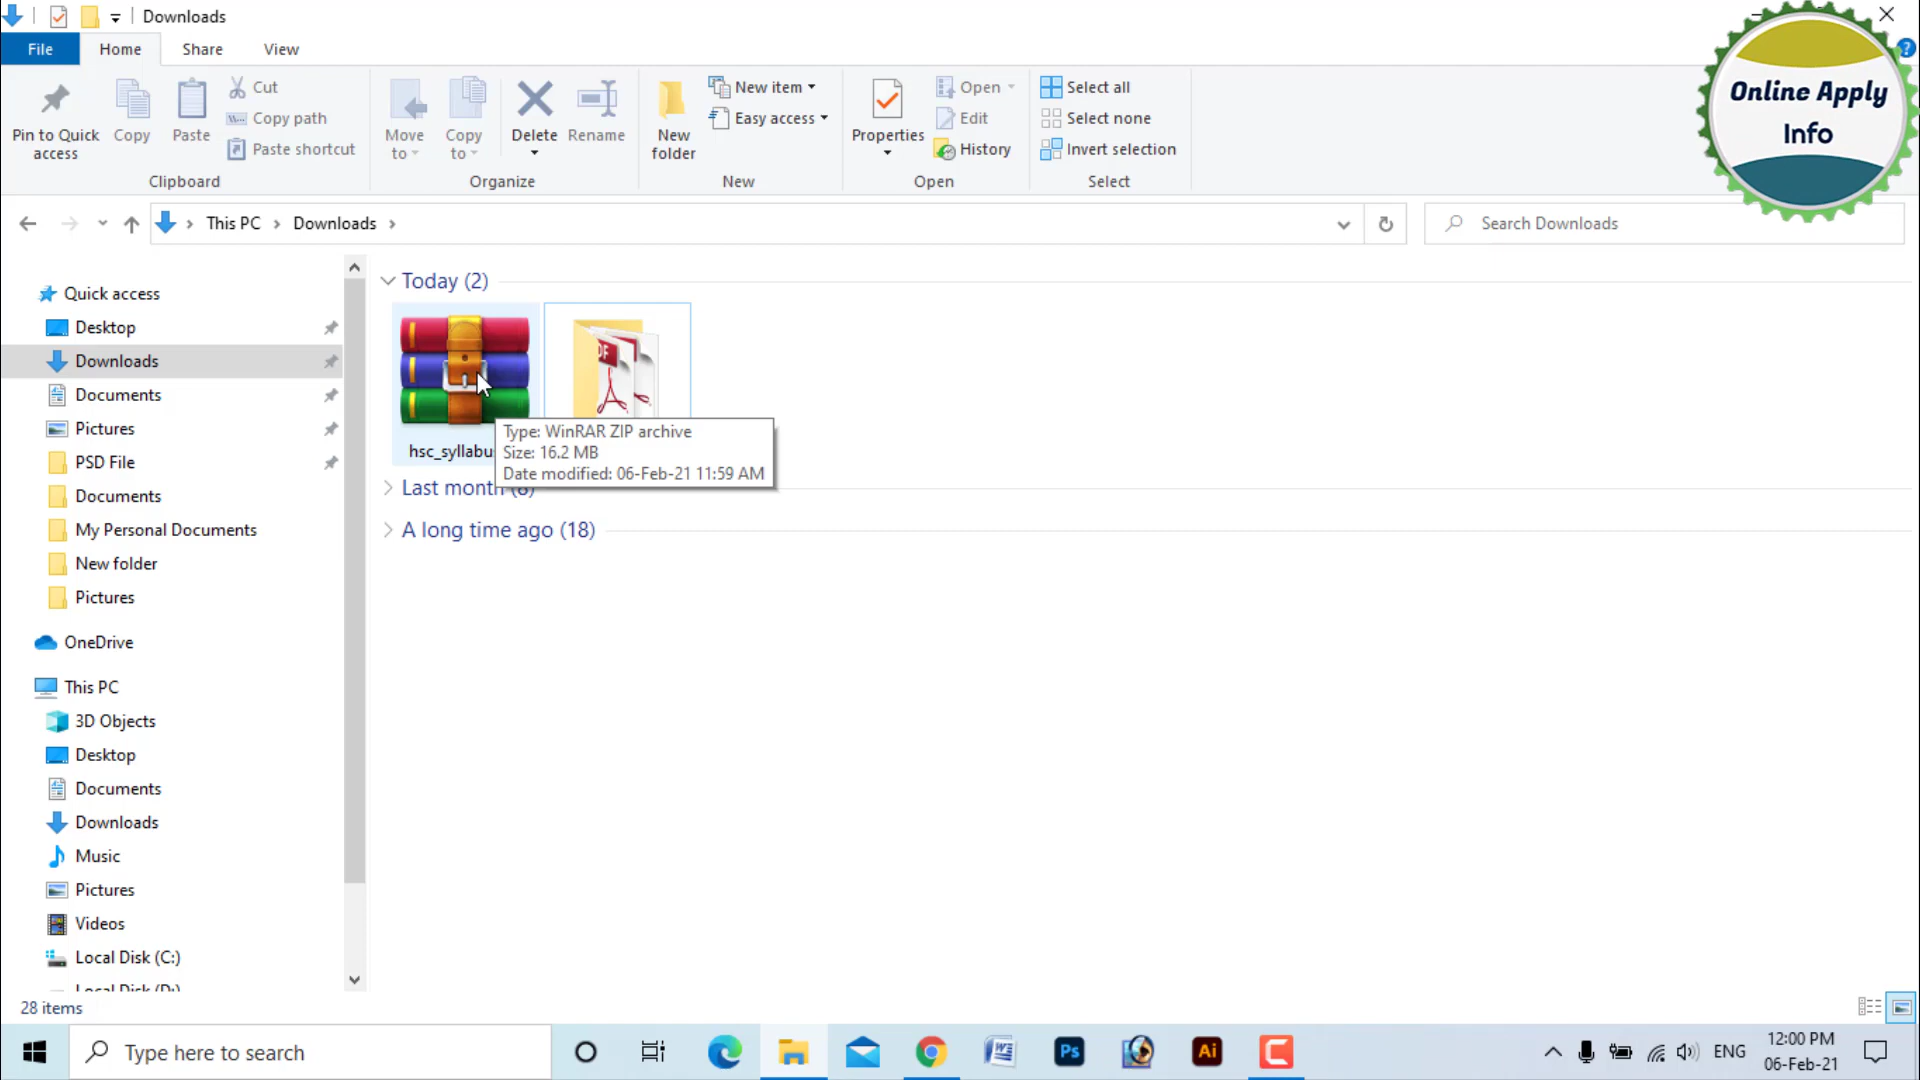 Downloads
File
Home
Share
View
Pin to Quick access
Copy
Paste
Cut
Copy path
Paste shortcut
Clipboard
Move to
Copy to
Delete
Rename
Organize
New folder
New item
Easy access
New
Properties
Open
Edit
History
Open
Select all
Select none
Invert selection
Select
Online Apply
Info
?
This PC
Downloads
Search Downloads
Quick access
Desktop
Downloads
Documents
Pictures
PSD File
Documents
My Personal Documents
New folder
Pictures
OneDrive
This PC
3D Objects
Desktop
Documents
Downloads
Music
Pictures
Videos
Local Disk (C:)
Local Disk (D:)
Today (2)
hsc_syllabu
PDF
Type: WinRAR ZIP archive
Size: 16.2 MB
Date modified: 06-Feb-21 11:59 AM
Last month (8)
A long time ago (18)
28 items
Type here to search
Ps
Ai
ENG
12:00 PM
06-Feb-21